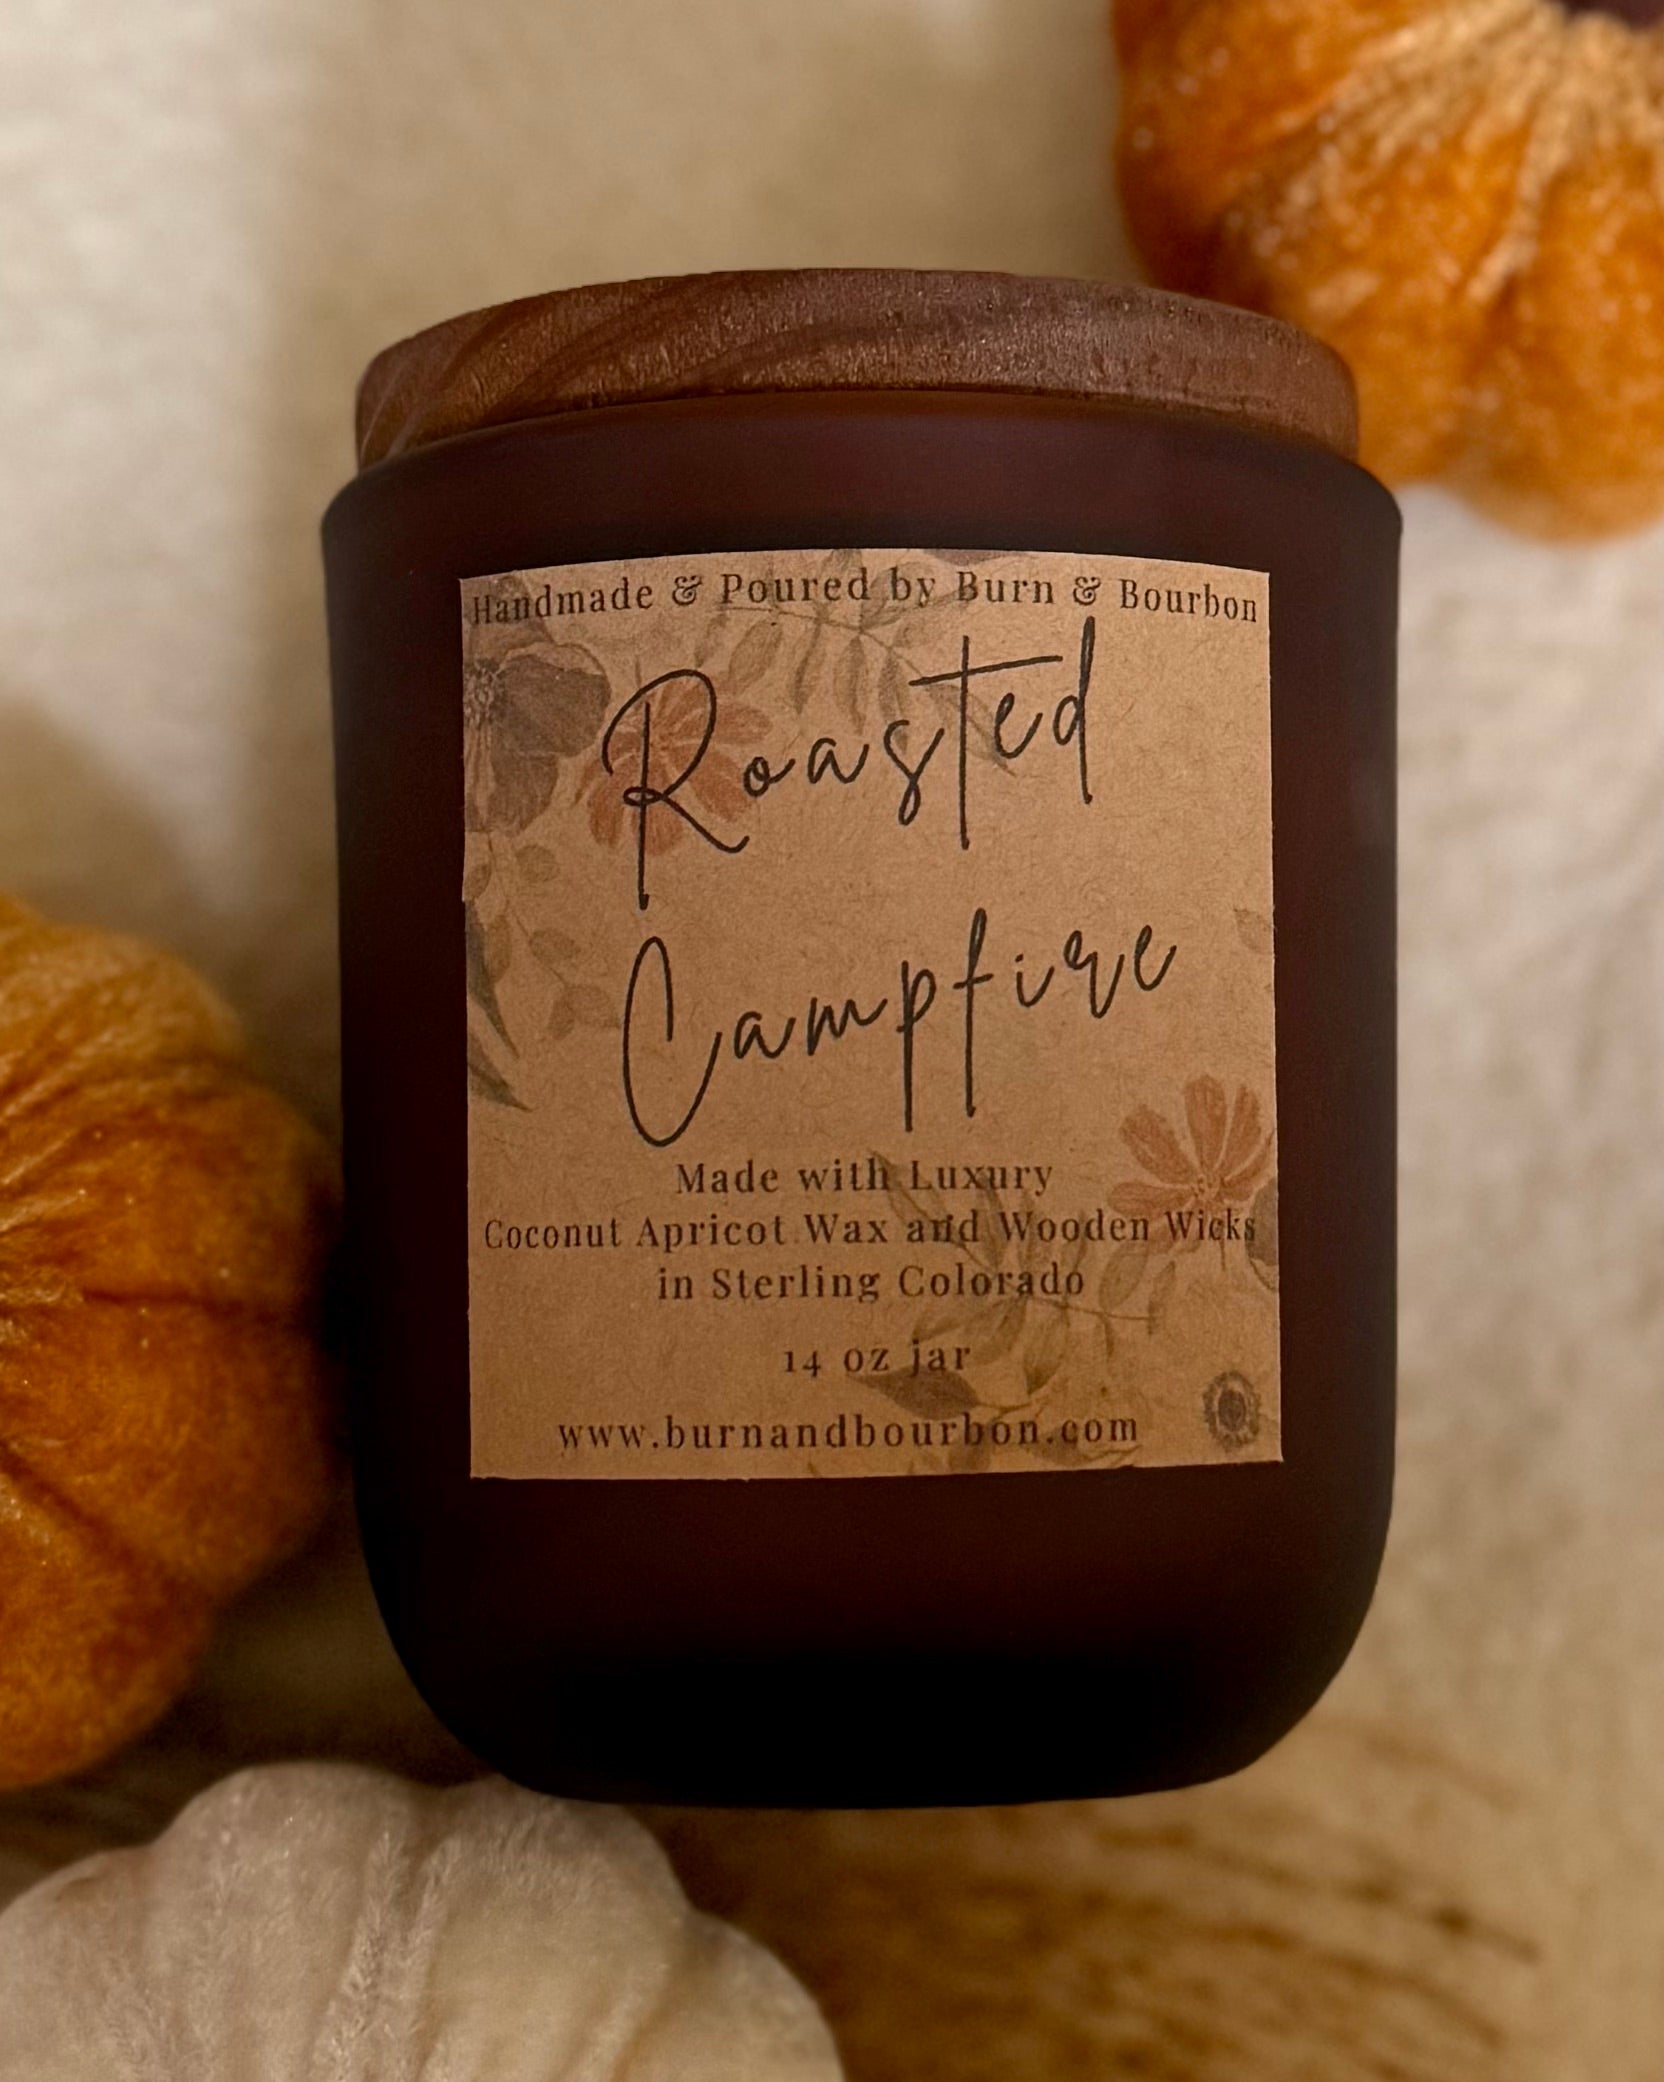 Handmade & Poured by Burn & Bourbon
Roasted
Campfire
Made with Luxury
Coconut Apricot Wax and Wooden Wicks
in Sterling Colorado
14 oz jar
www.burnandbourbon.com